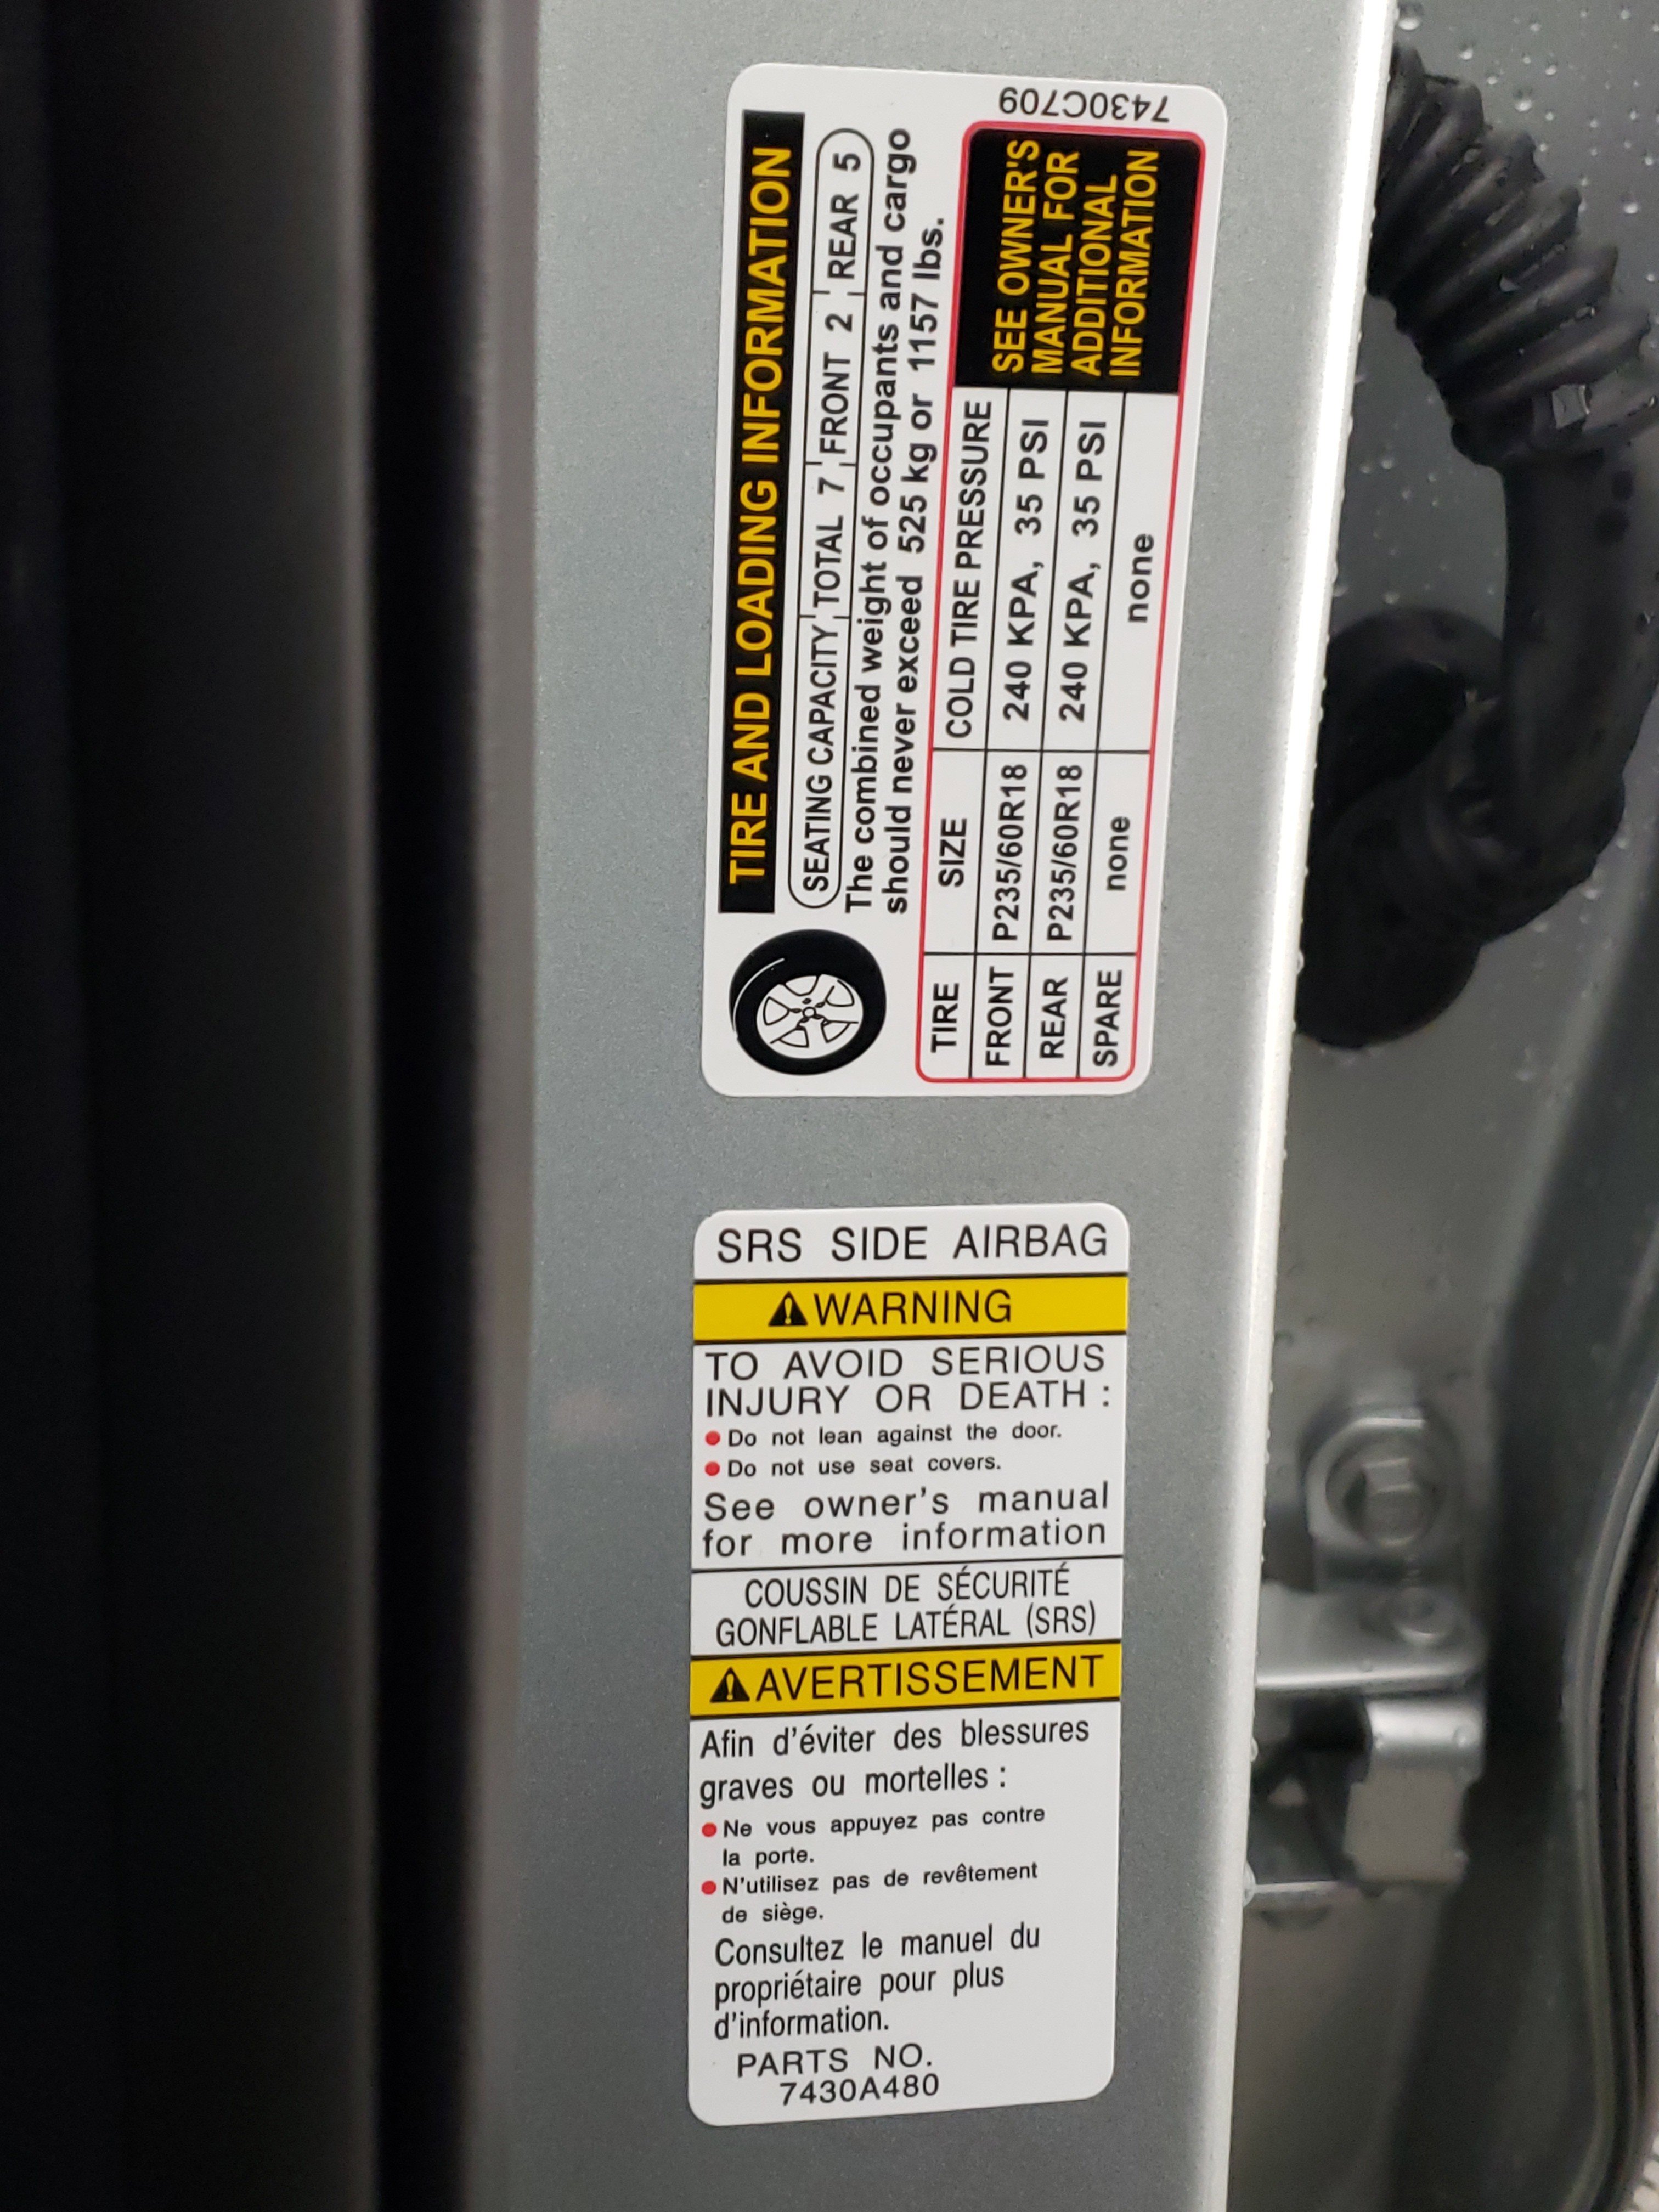 TIRE AND LOADING INFORMATION
SEATING CAPACITY TOTAL 7 FRONT 2 REAR 5
The combined weight of occupants and cargo
should never exceed 525 kg or 1157 lbs.
TIRE SIZE COLD TIRE PRESSURE
FRONT P235/60R18 240 KPA, 35 PSI
REAR P235/60R18 240 KPA, 35 PSI
SPARE none none
SEE OWNER'S
MANUAL FOR
ADDITIONAL
INFORMATION
7430C709
SRS SIDE AIRBAG
WARNING
TO AVOID SERIOUS
INJURY OR DEATH :
● Do not lean against the door.
● Do not use seat covers.
See owner's manual
for more information
COUSSIN DE SÉCURITÉ
GONFLABLE LATÉRAL (SRS)
AVERTISSEMENT
Afin d'éviter des blessures
graves ou mortelles :
● Ne vous appuyez pas contre
la porte.
● N'utilisez pas de revêtement
de siège.
Consultez le manuel du
propriétaire pour plus
d'information.
PARTS NO.
7430A480